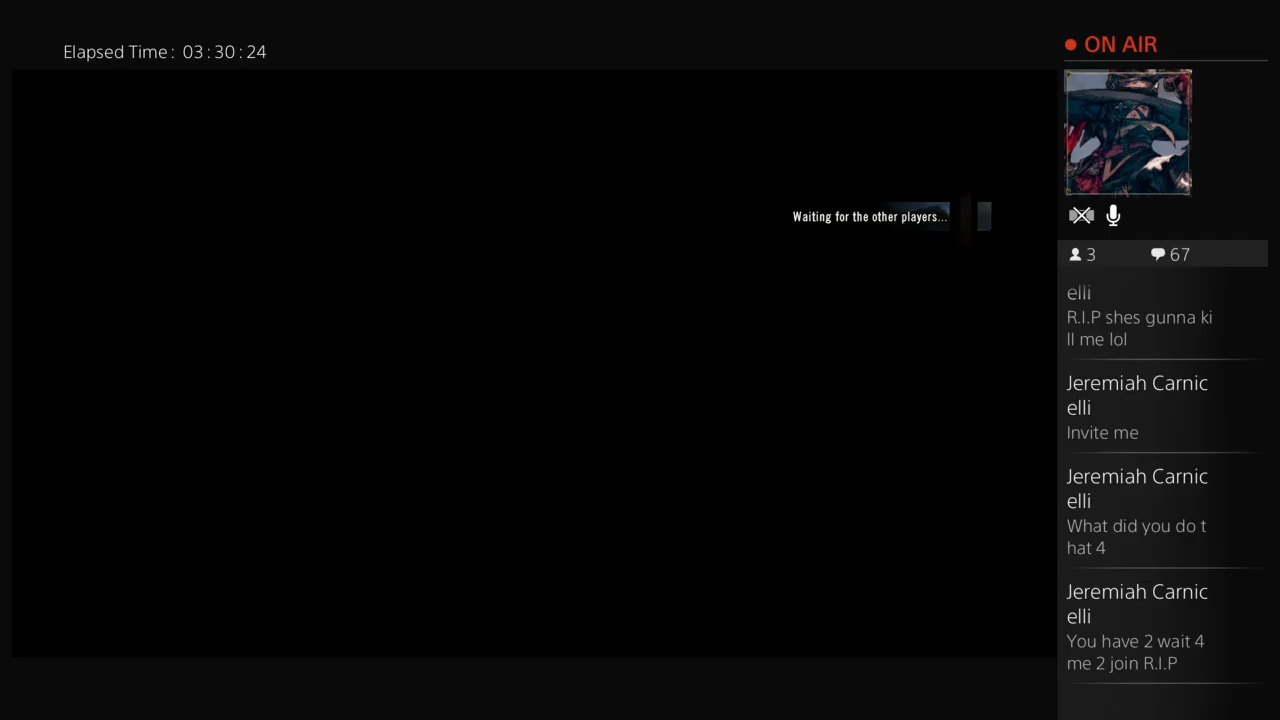 Elapsed Time : 03 : 30 : 24
ON AIR
Waiting for the other players...
3
67
elli
R.I.P shes gunna ki
ll me lol
Jeremiah Carnic
elli
Invite me
Jeremiah Carnic
elli
What did you do t
hat 4
Jeremiah Carnic
elli
You have 2 wait 4
me 2 join R.I.P